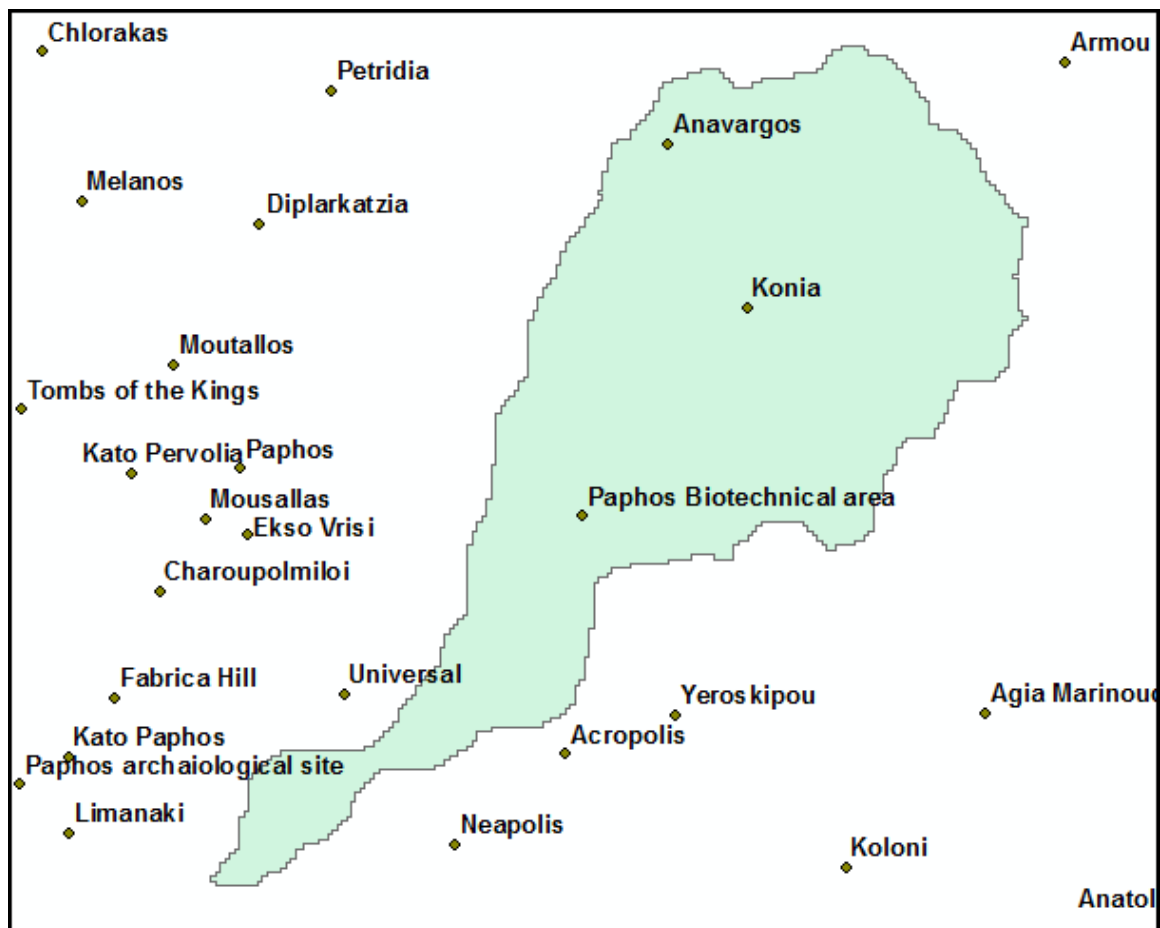 Chlorakas
Armou
Petridia
Anavargos
Melanos
Diplarkatzia
Konia
Moutallos
Tombs of the Kings
Kato Pervolia
Paphos
Mousallas
Paphos Biotechnical area
Ekso Vrisi
Charoupolmiloi
Fabrica Hill
Universal
Yeroskipou
Agia Marinouc
Kato Paphos
Acropolis
Paphos archaiological site
Limanaki
Neapolis
Koloni
Anatol